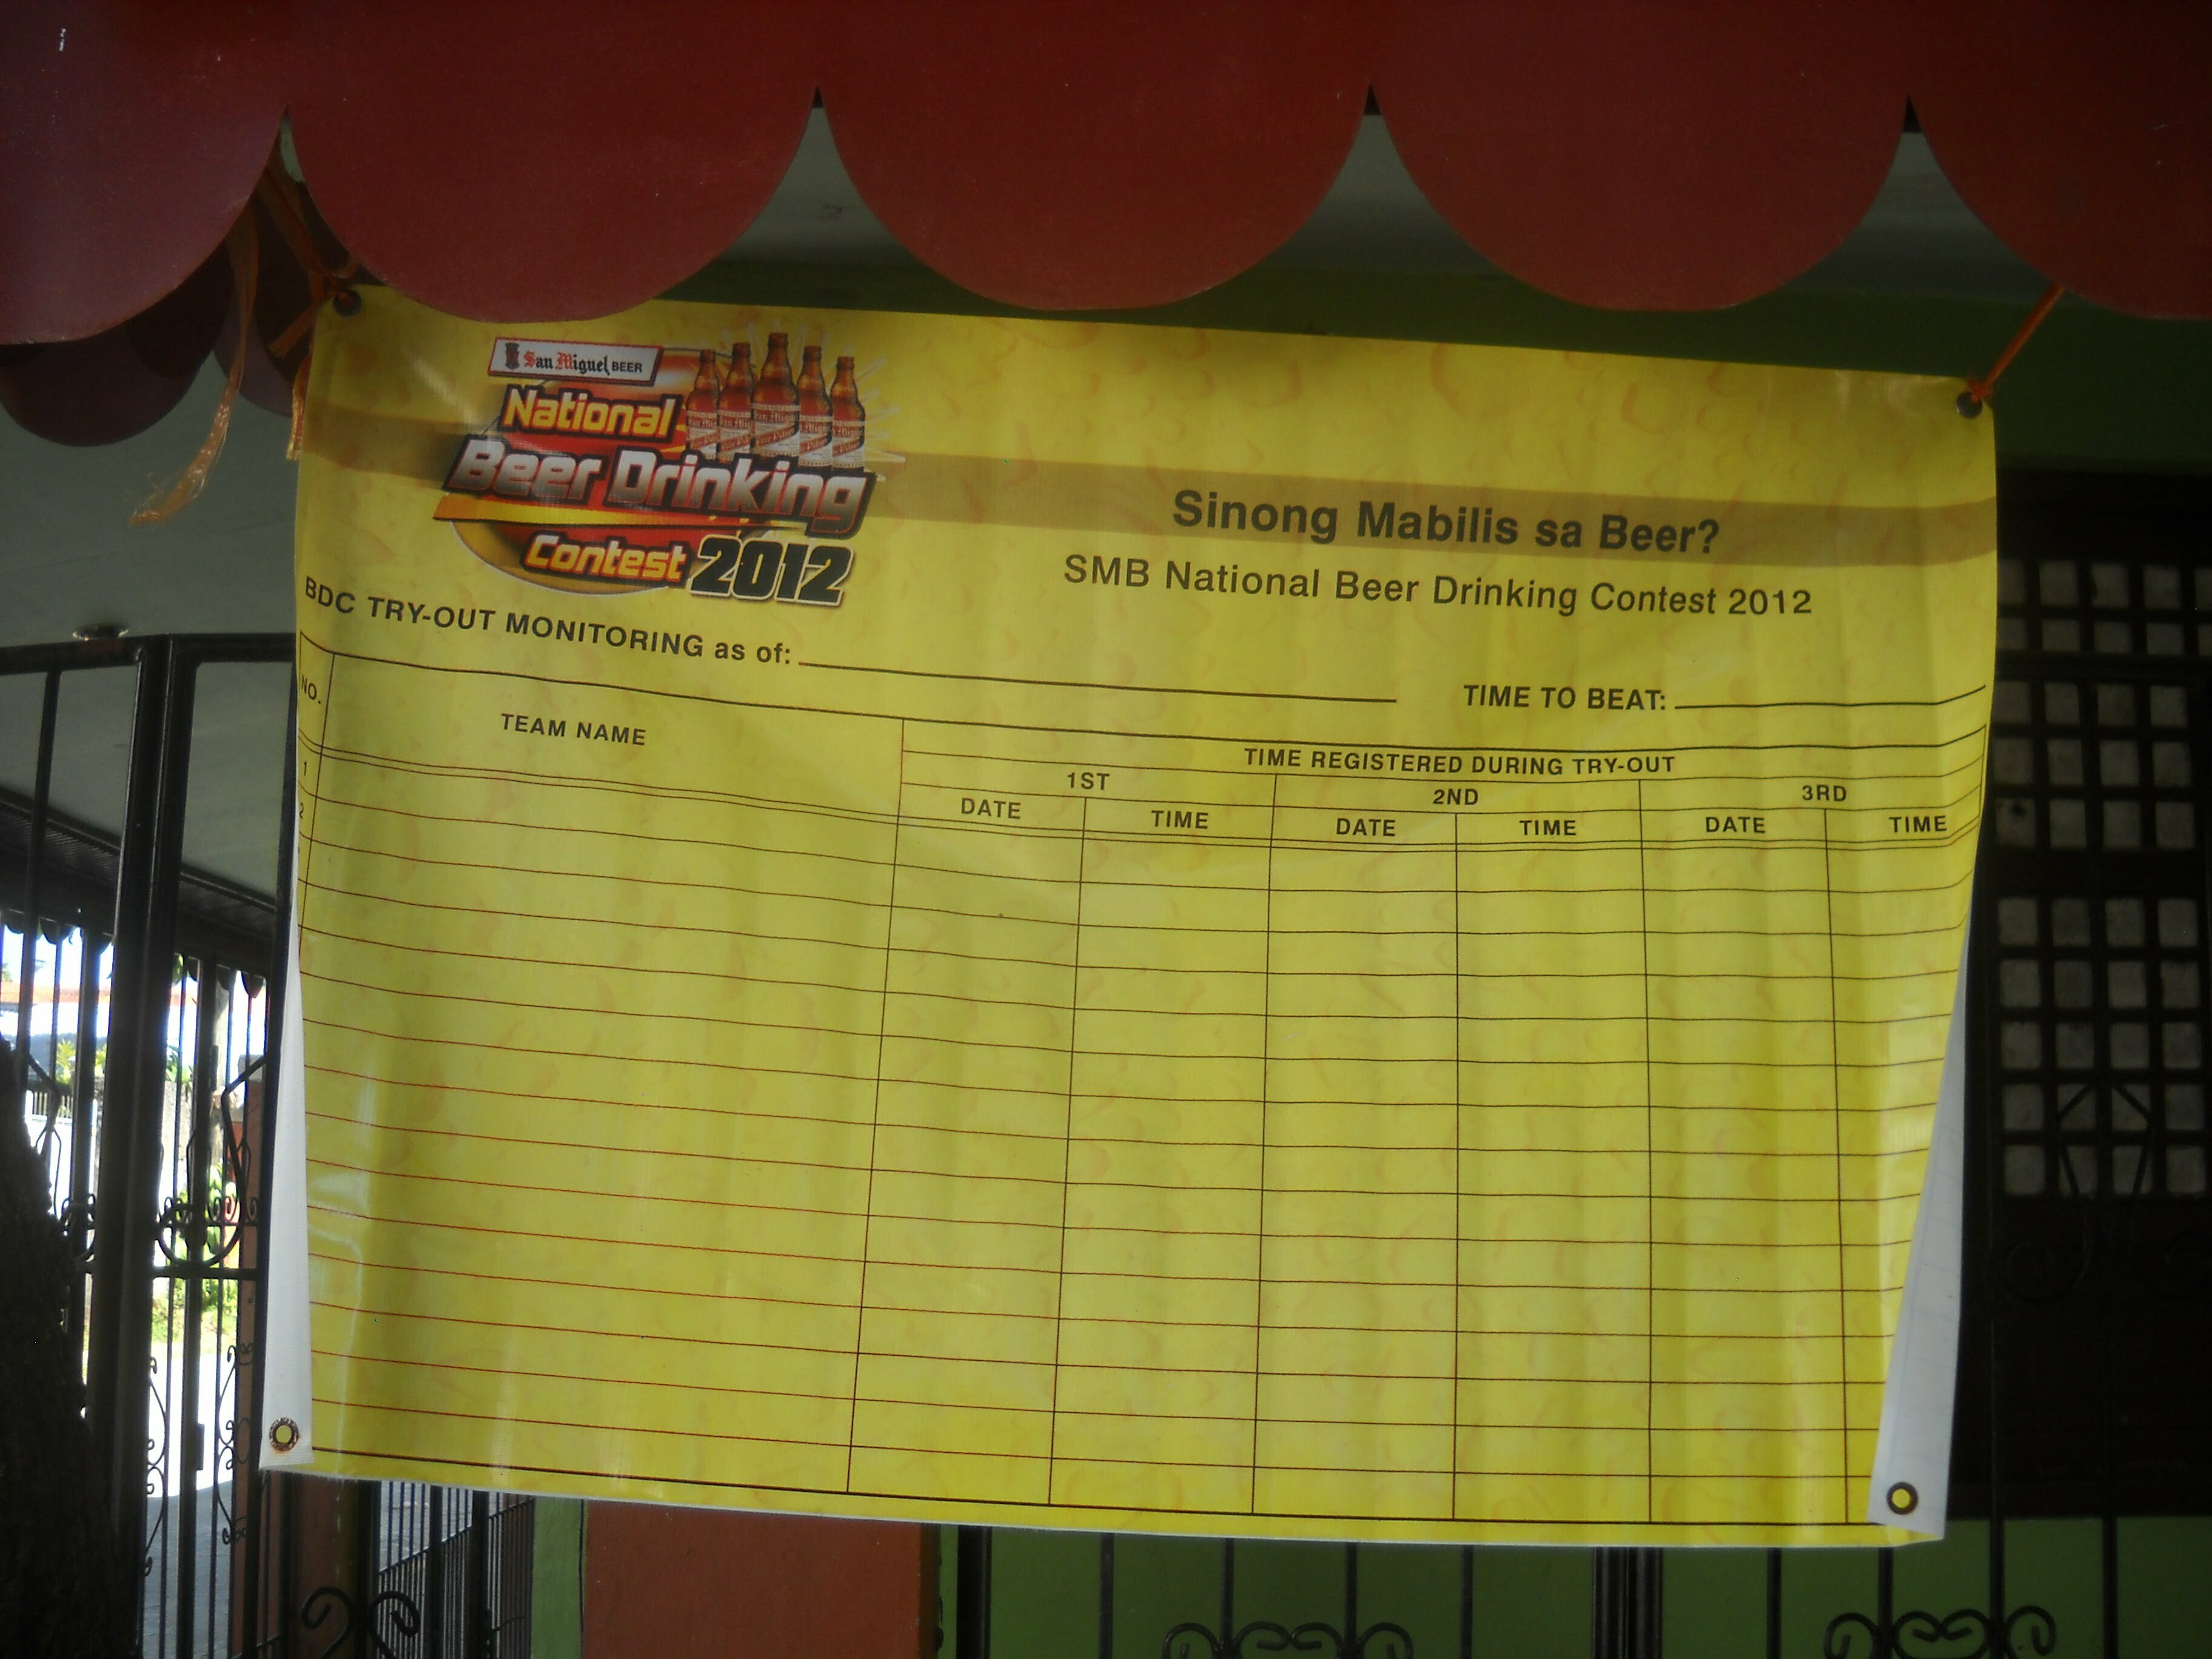 San Miguel BEER
National
Beer Drinking
Contest 2012
Sinong Mabilis sa Beer?
SMB National Beer Drinking Contest 2012
BDC TRY-OUT MONITORING as of:
TIME TO BEAT:
NO. TEAM NAME TIME REGISTERED DURING TRY-OUT
1ST 2ND 3RD
DATE TIME DATE TIME DATE TIME
1
2